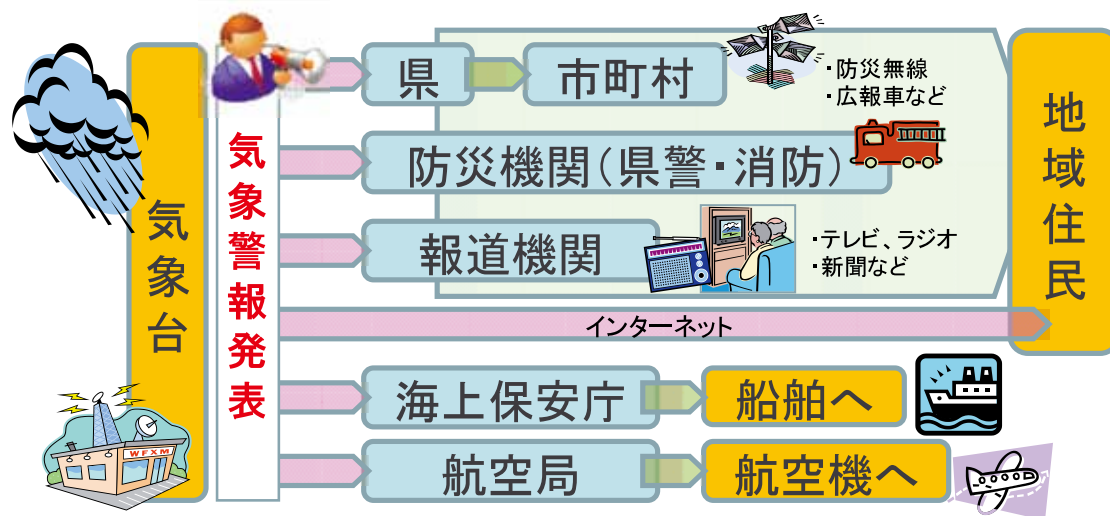 気象台
気象警報発表
県
市町村
・防災無線
・広報車など
防災機関(県警・消防)
報道機関
・テレビ、ラジオ
・新聞など
インターネット
地域住民
海上保安庁
船舶へ
航空局
航空機へ
WFXM